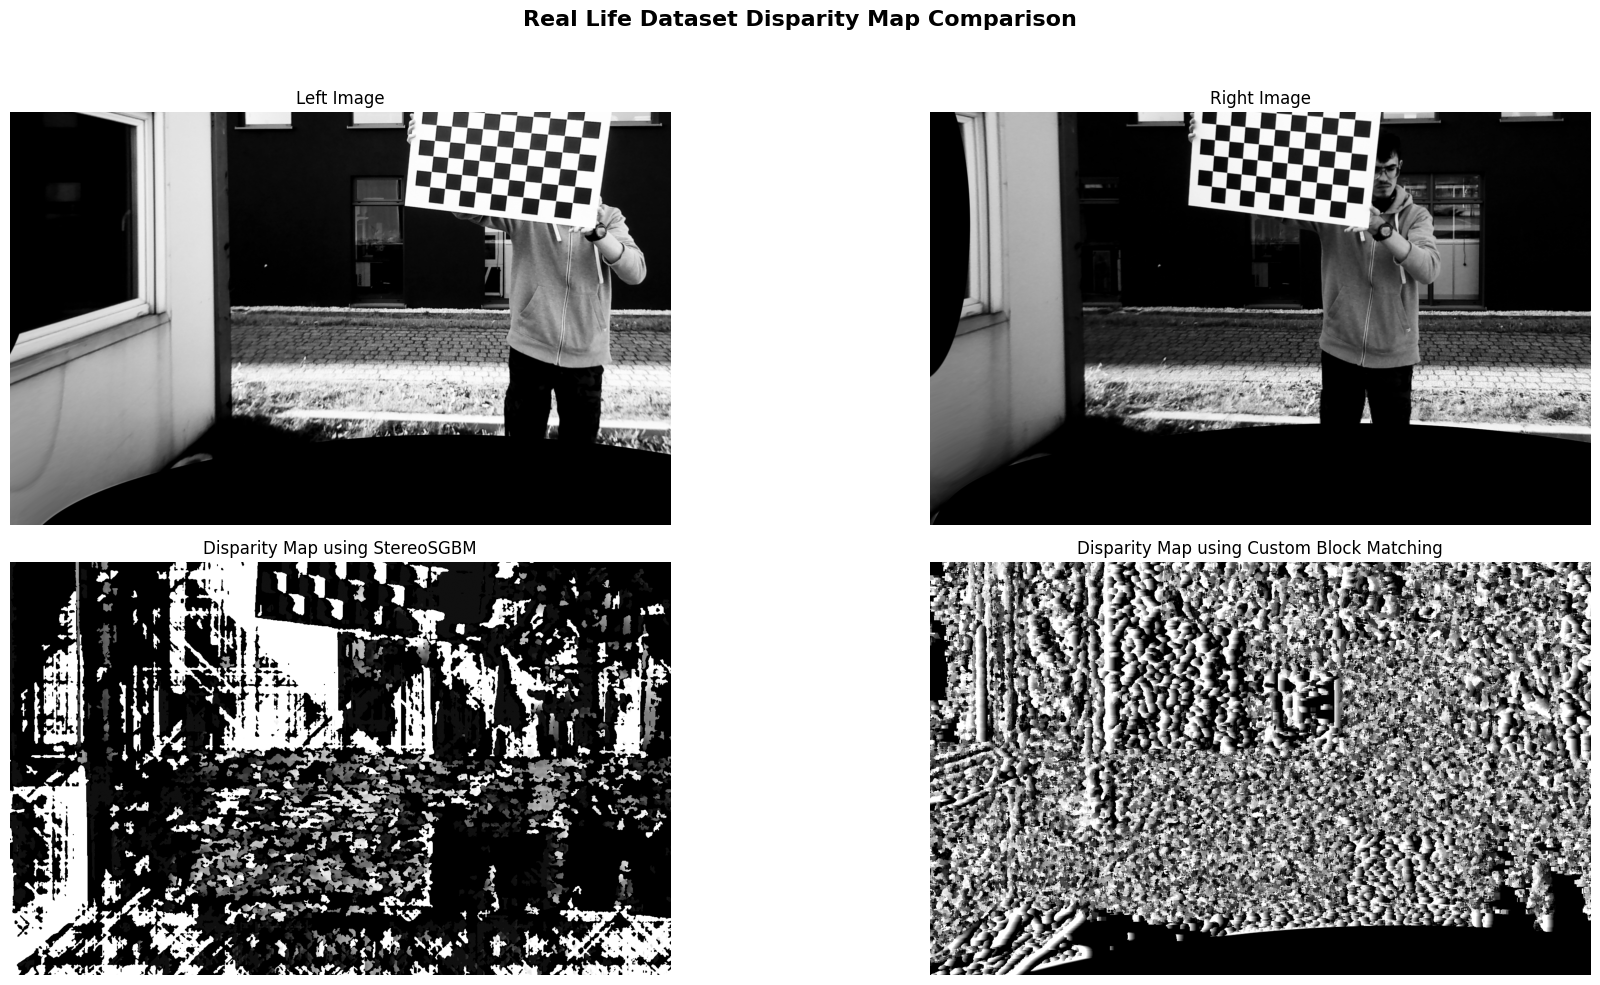 Real Life Dataset Disparity Map Comparison
Left Image
Right Image
Disparity Map using StereoSGBM
Disparity Map using Custom Block Matching